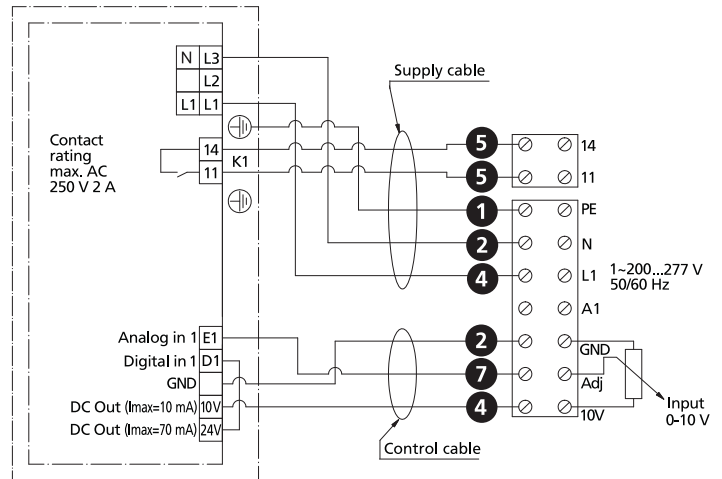 N L3
L2
L1 L1
Supply cable
Contact
rating
max. AC
250 V 2 A
14
11
K1
5
14
5
11
1
PE
2
N
4
L1
1~200...277 V
50/60 Hz
A1
Analog in 1 E1
Digital in 1 D1
GND
DC Out (Imax=10 mA) 10V
DC Out (Imax=70 mA) 24V
2
GND
7
Adj
4
10V
Input
0-10 V
Control cable